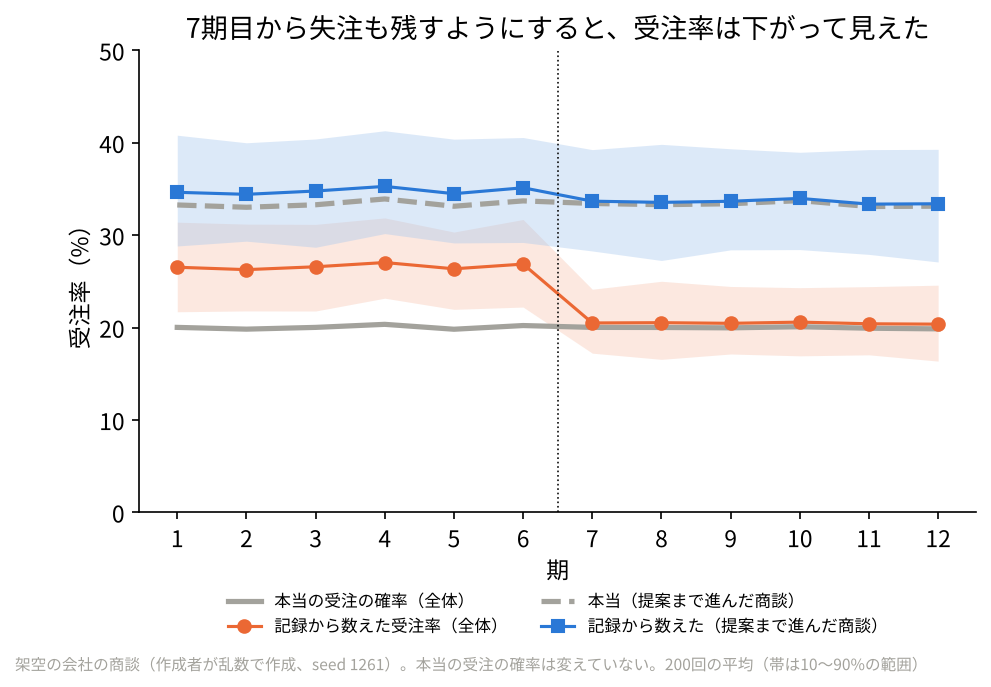 7期目から失注も残すようにすると、受注率は下がって見えた
50
40
30
20
10
0
受注率（%）
1 2 3 4 5 6 7 8 9 10 11 12
期
本当の受注の確率（全体） 本当（提案まで進んだ商談）
記録から数えた受注率（全体） 記録から数えた（提案まで進んだ商談）
架空の会社の商談（作成者が乱数で作成、seed 1261）。本当の受注の確率は変えていない。200回の平均（帯は10〜90%の範囲）